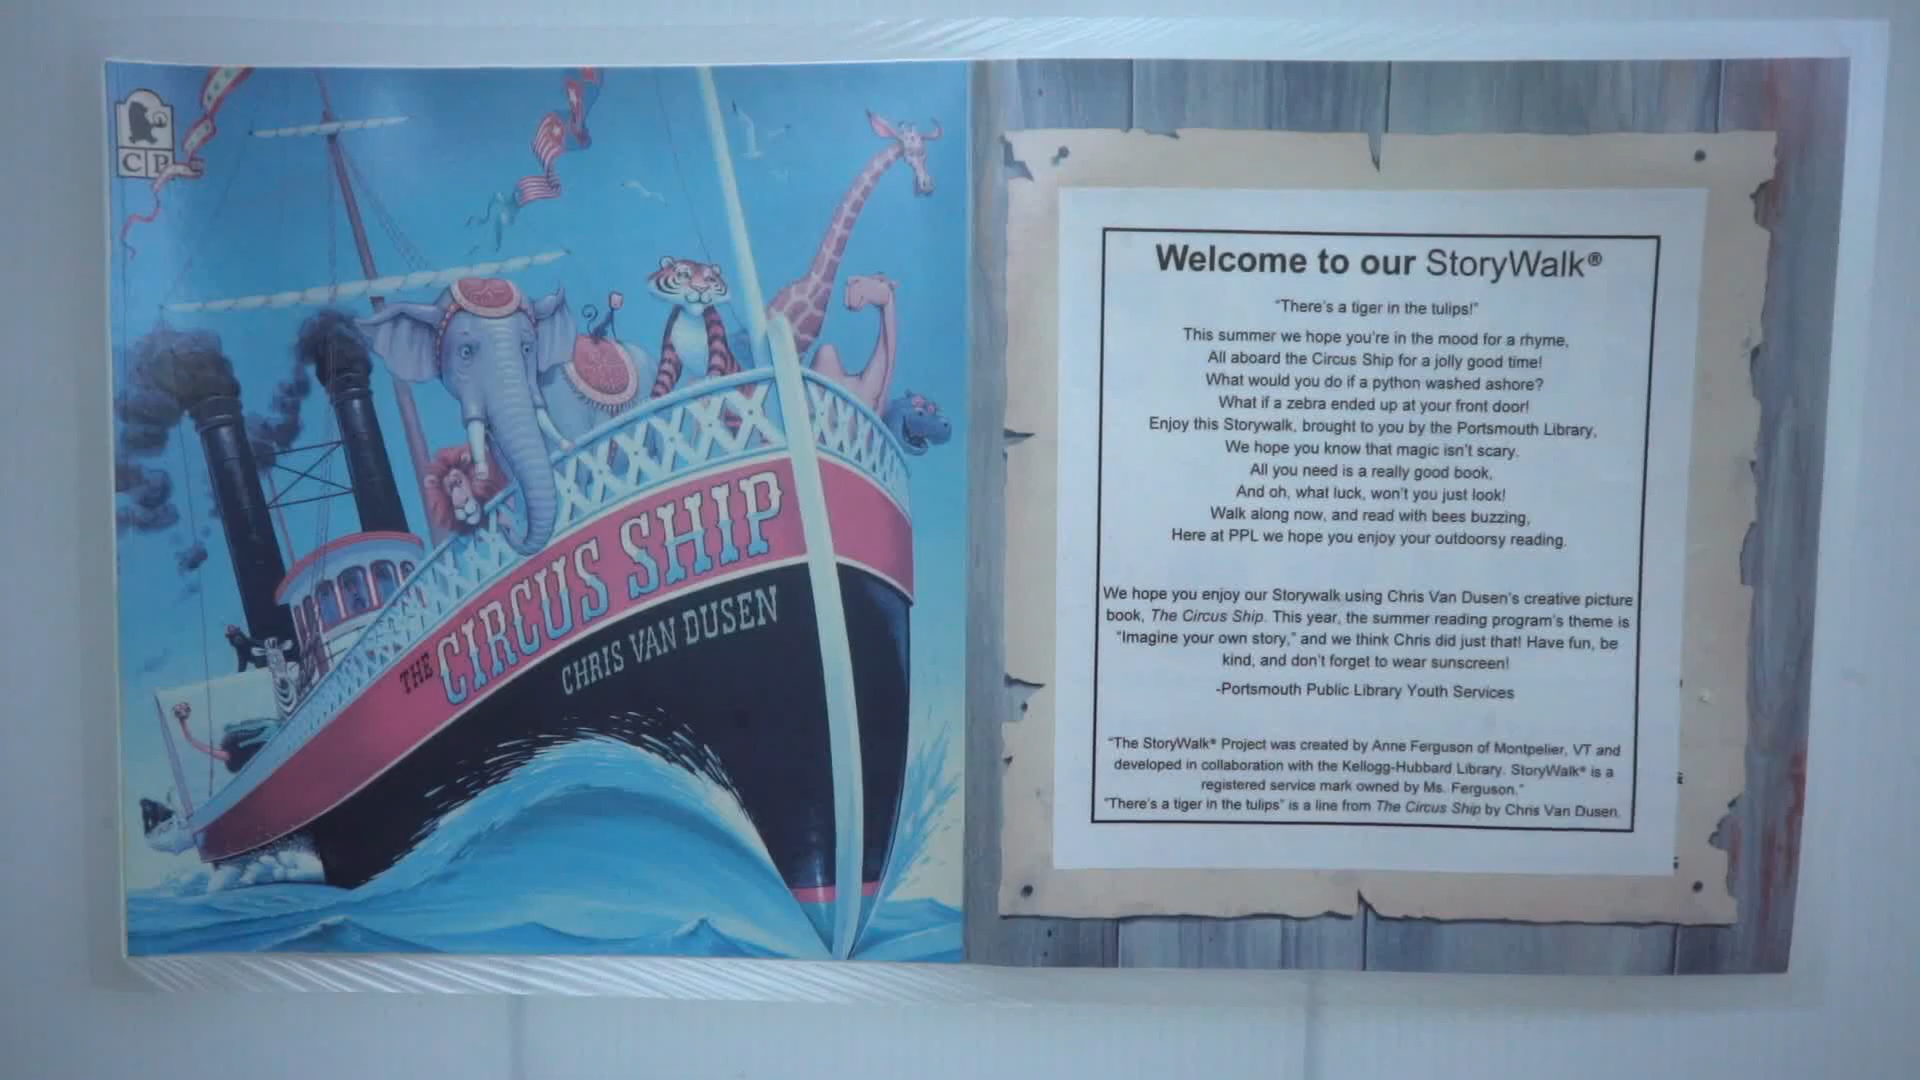 CP
THE CIRCUS SHIP
CHRIS VAN DUSEN
Welcome to our StoryWalk®
"There's a tiger in the tulips!"
This summer we hope you're in the mood for a rhyme,
All aboard the Circus Ship for a jolly good time!
What would you do if a python washed ashore?
What if a zebra ended up at your front door!
Enjoy this Storywalk, brought to you by the Portsmouth Library,
We hope you know that magic isn't scary.
All you need is a really good book,
And oh, what luck, won't you just look!
Walk along now, and read with bees buzzing,
Here at PPL we hope you enjoy your outdoorsy reading.
We hope you enjoy our Storywalk using Chris Van Dusen's creative picture
book, The Circus Ship. This year, the summer reading program's theme is
"Imagine your own story," and we think Chris did just that! Have fun, be
kind, and don't forget to wear sunscreen!
-Portsmouth Public Library Youth Services
"The StoryWalk® Project was created by Anne Ferguson of Montpelier, VT and
developed in collaboration with the Kellogg-Hubbard Library. StoryWalk® is a
registered service mark owned by Ms. Ferguson."
"There's a tiger in the tulips" is a line from The Circus Ship by Chris Van Dusen.